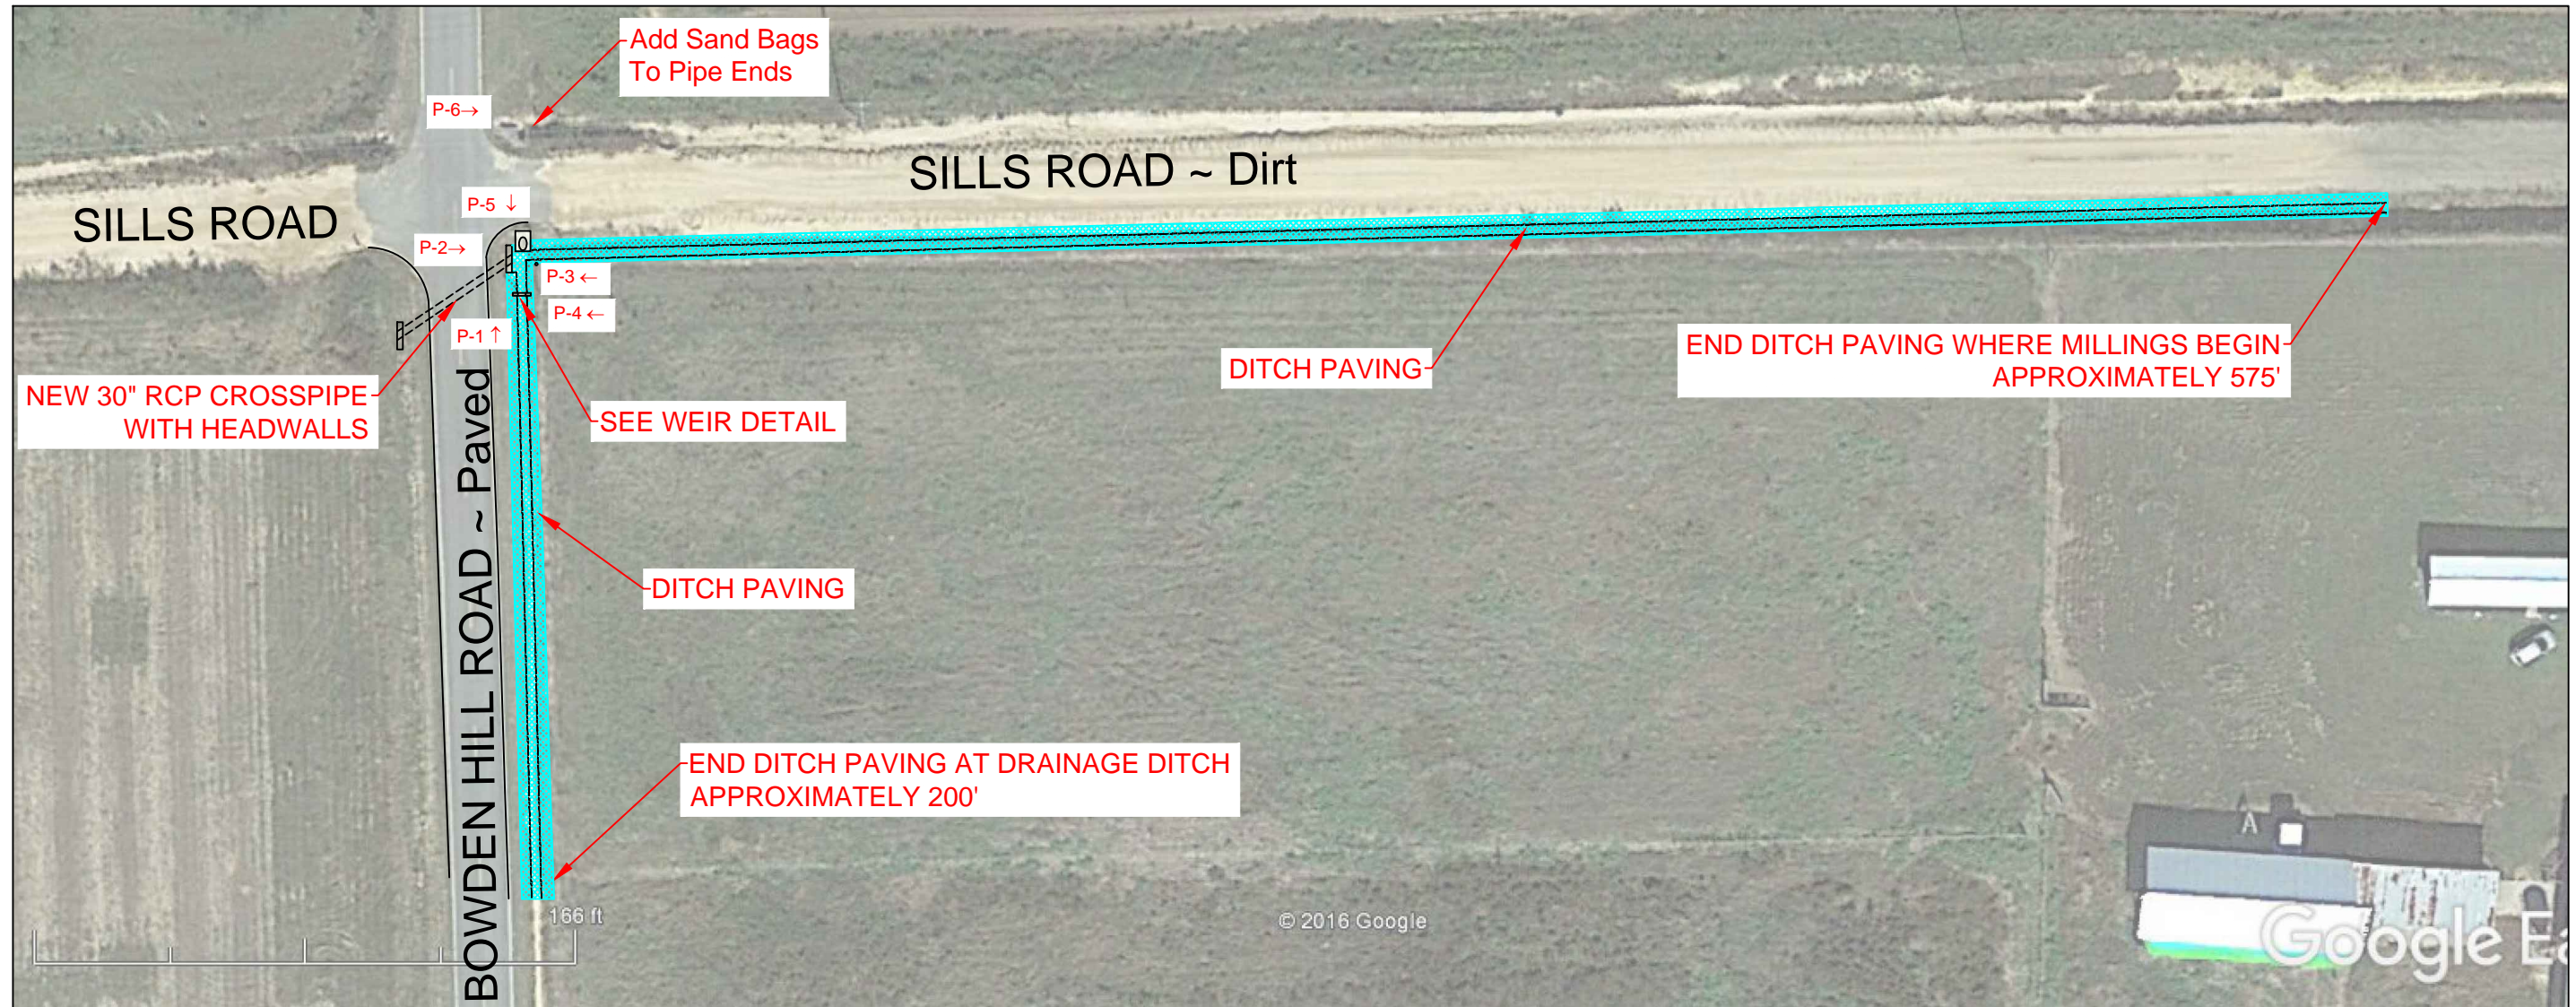 Add Sand Bags
To Pipe Ends
P-6→
SILLS ROAD ~ Dirt
SILLS ROAD
P-5 ↓
P-2→
0
P-3 ←
P-4 ←
P-1 ↑
NEW 30" RCP CROSSPIPE
WITH HEADWALLS
SEE WEIR DETAIL
DITCH PAVING
END DITCH PAVING WHERE MILLINGS BEGIN
APPROXIMATELY 575'
BOWDEN HILL ROAD ~ Paved
DITCH PAVING
END DITCH PAVING AT DRAINAGE DITCH
APPROXIMATELY 200'
A
166 ft
© 2016 Google
Google Ea